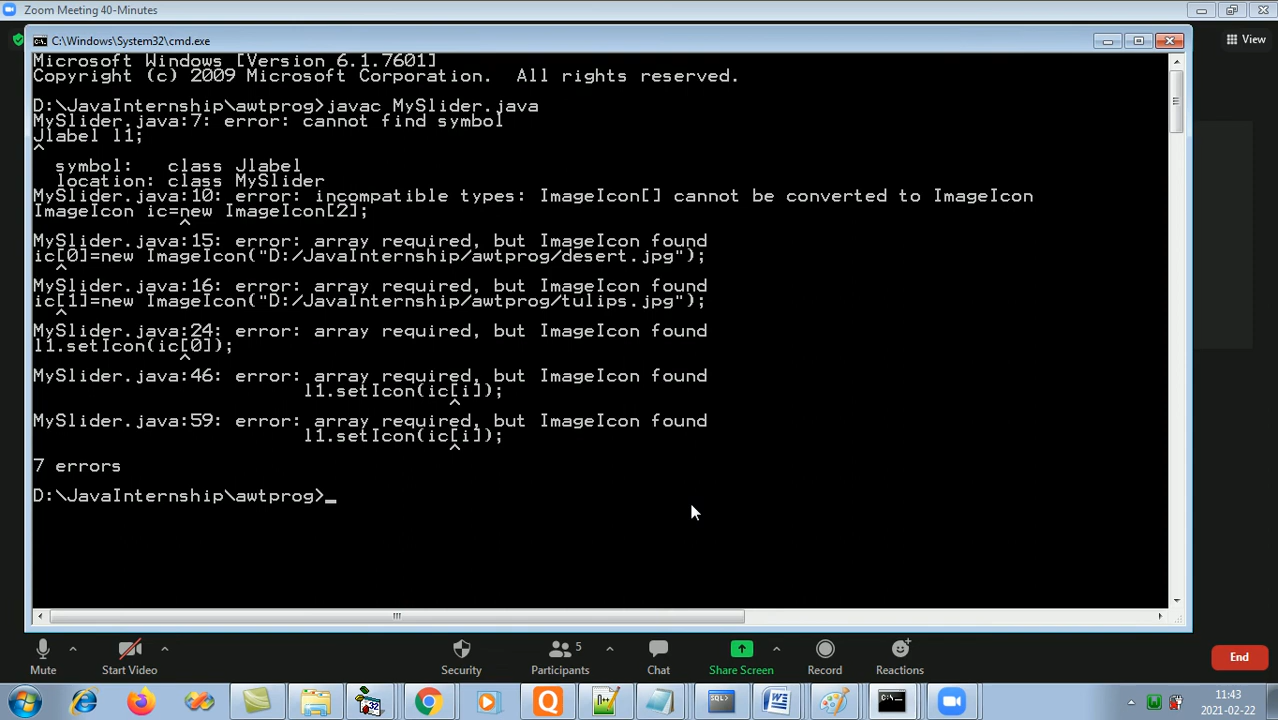 Zoom Meeting 40-Minutes
C:\Windows\System32\cmd.exe
View
Microsoft Windows [Version 6.1.7601]
Copyright (c) 2009 Microsoft Corporation.  All rights reserved.
D:\JavaInternship\awtprog>javac MySlider.java
MySlider.java:7: error: cannot find symbol
Jlabel l1;
^
symbol:   class Jlabel
location: class MySlider
MySlider.java:10: error: incompatible types: ImageIcon[] cannot be converted to ImageIcon
ImageIcon ic=new ImageIcon[2];
^
MySlider.java:15: error: array required, but ImageIcon found
ic[0]=new ImageIcon("D:/JavaInternship/awtprog/desert.jpg");
^
MySlider.java:16: error: array required, but ImageIcon found
ic[1]=new ImageIcon("D:/JavaInternship/awtprog/tulips.jpg");
^
MySlider.java:24: error: array required, but ImageIcon found
l1.setIcon(ic[0]);
^
MySlider.java:46: error: array required, but ImageIcon found
l1.setIcon(ic[i]);
^
MySlider.java:59: error: array required, but ImageIcon found
l1.setIcon(ic[i]);
^
7 errors
D:\JavaInternship\awtprog>_
5
Mute
Start Video
Security
Participants
Chat
Share Screen
Record
Reactions
End
11:43
2021-02-22